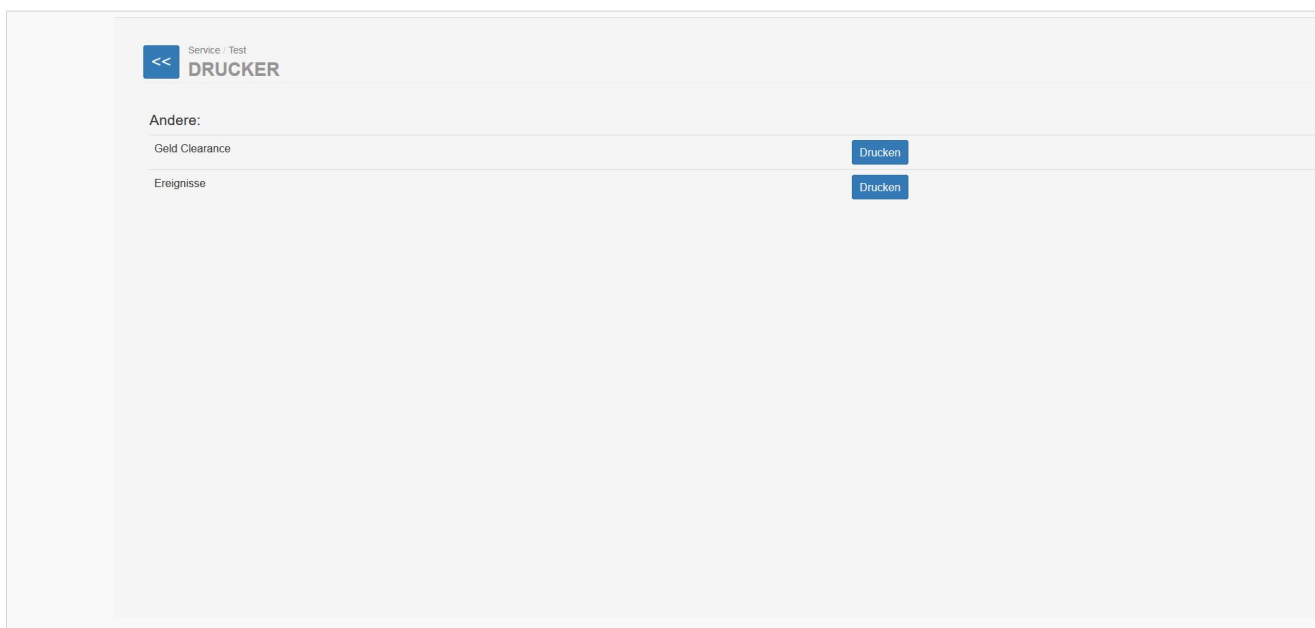 <<
Service / Test
DRUCKER
Andere:
Geld Clearance
Drucken
Ereignisse
Drucken